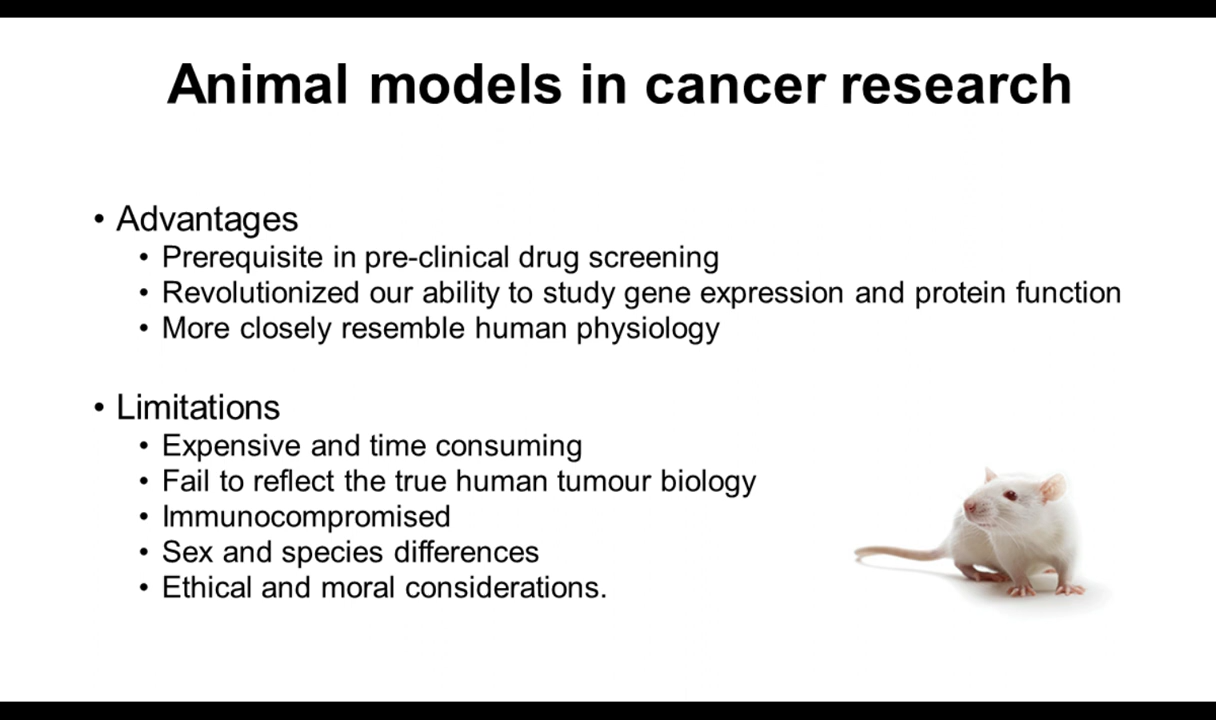 Animal models in cancer research
• Advantages
• Prerequisite in pre-clinical drug screening
• Revolutionized our ability to study gene expression and protein function
• More closely resemble human physiology
• Limitations
• Expensive and time consuming
• Fail to reflect the true human tumour biology
• Immunocompromised
• Sex and species differences
• Ethical and moral considerations.